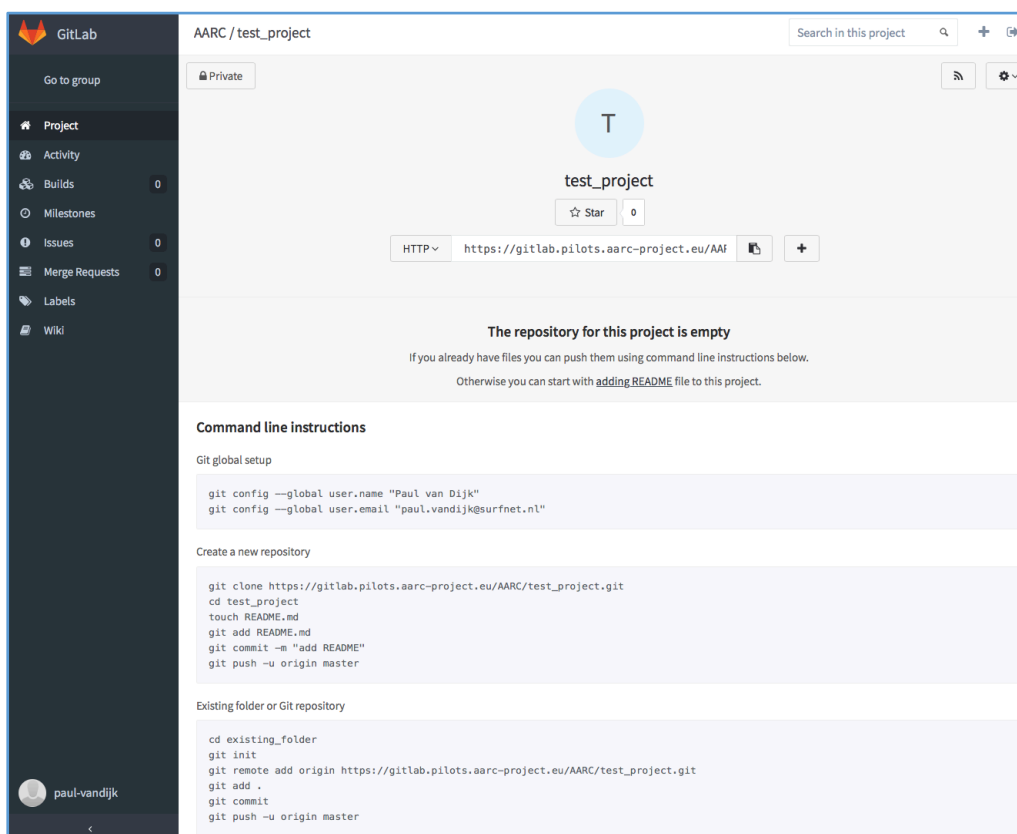 GitLab
AARC / test_project
Search in this project
Go to group
Private
Project
Activity
Builds 0
Milestones
Issues 0
Merge Requests 0
Labels
Wiki
T
test_project
Star 0
HTTP https://gitlab.pilots.aarc-project.eu/AAR
The repository for this project is empty
If you already have files you can push them using command line instructions below.
Otherwise you can start with adding README file to this project.
Command line instructions
Git global setup
git config --global user.name "Paul van Dijk"
git config --global user.email "paul.vandijk@surfnet.nl"
Create a new repository
git clone https://gitlab.pilots.aarc-project.eu/AARC/test_project.git
cd test_project
touch README.md
git add README.md
git commit -m "add README"
git push -u origin master
Existing folder or Git repository
cd existing_folder
git init
git remote add origin https://gitlab.pilots.aarc-project.eu/AARC/test_project.git
git add .
git commit
git push -u origin master
paul-vandijk